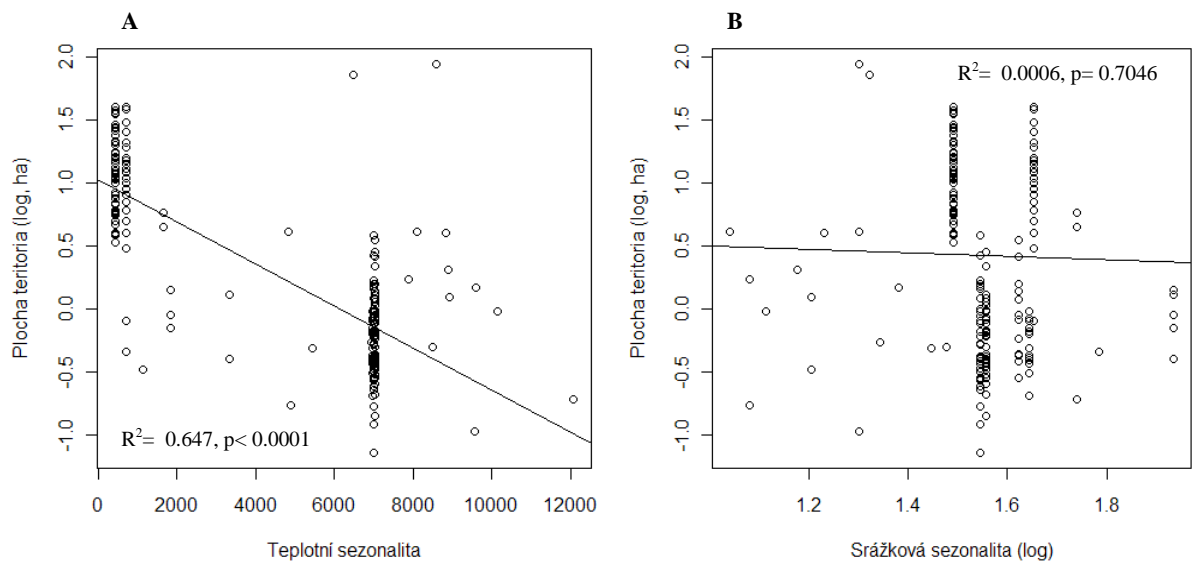 A
Plocha teritoria (log, ha)
2.0
1.5
1.0
0.5
0.0
-0.5
-1.0
R²= 0.647, p< 0.0001
0 2000 4000 6000 8000 10000 12000
Teplotní sezonalita
B
Plocha teritoria (log, ha)
2.0
1.5
1.0
0.5
0.0
-0.5
-1.0
R²= 0.0006, p= 0.7046
1.2 1.4 1.6 1.8
Srážková sezonalita (log)